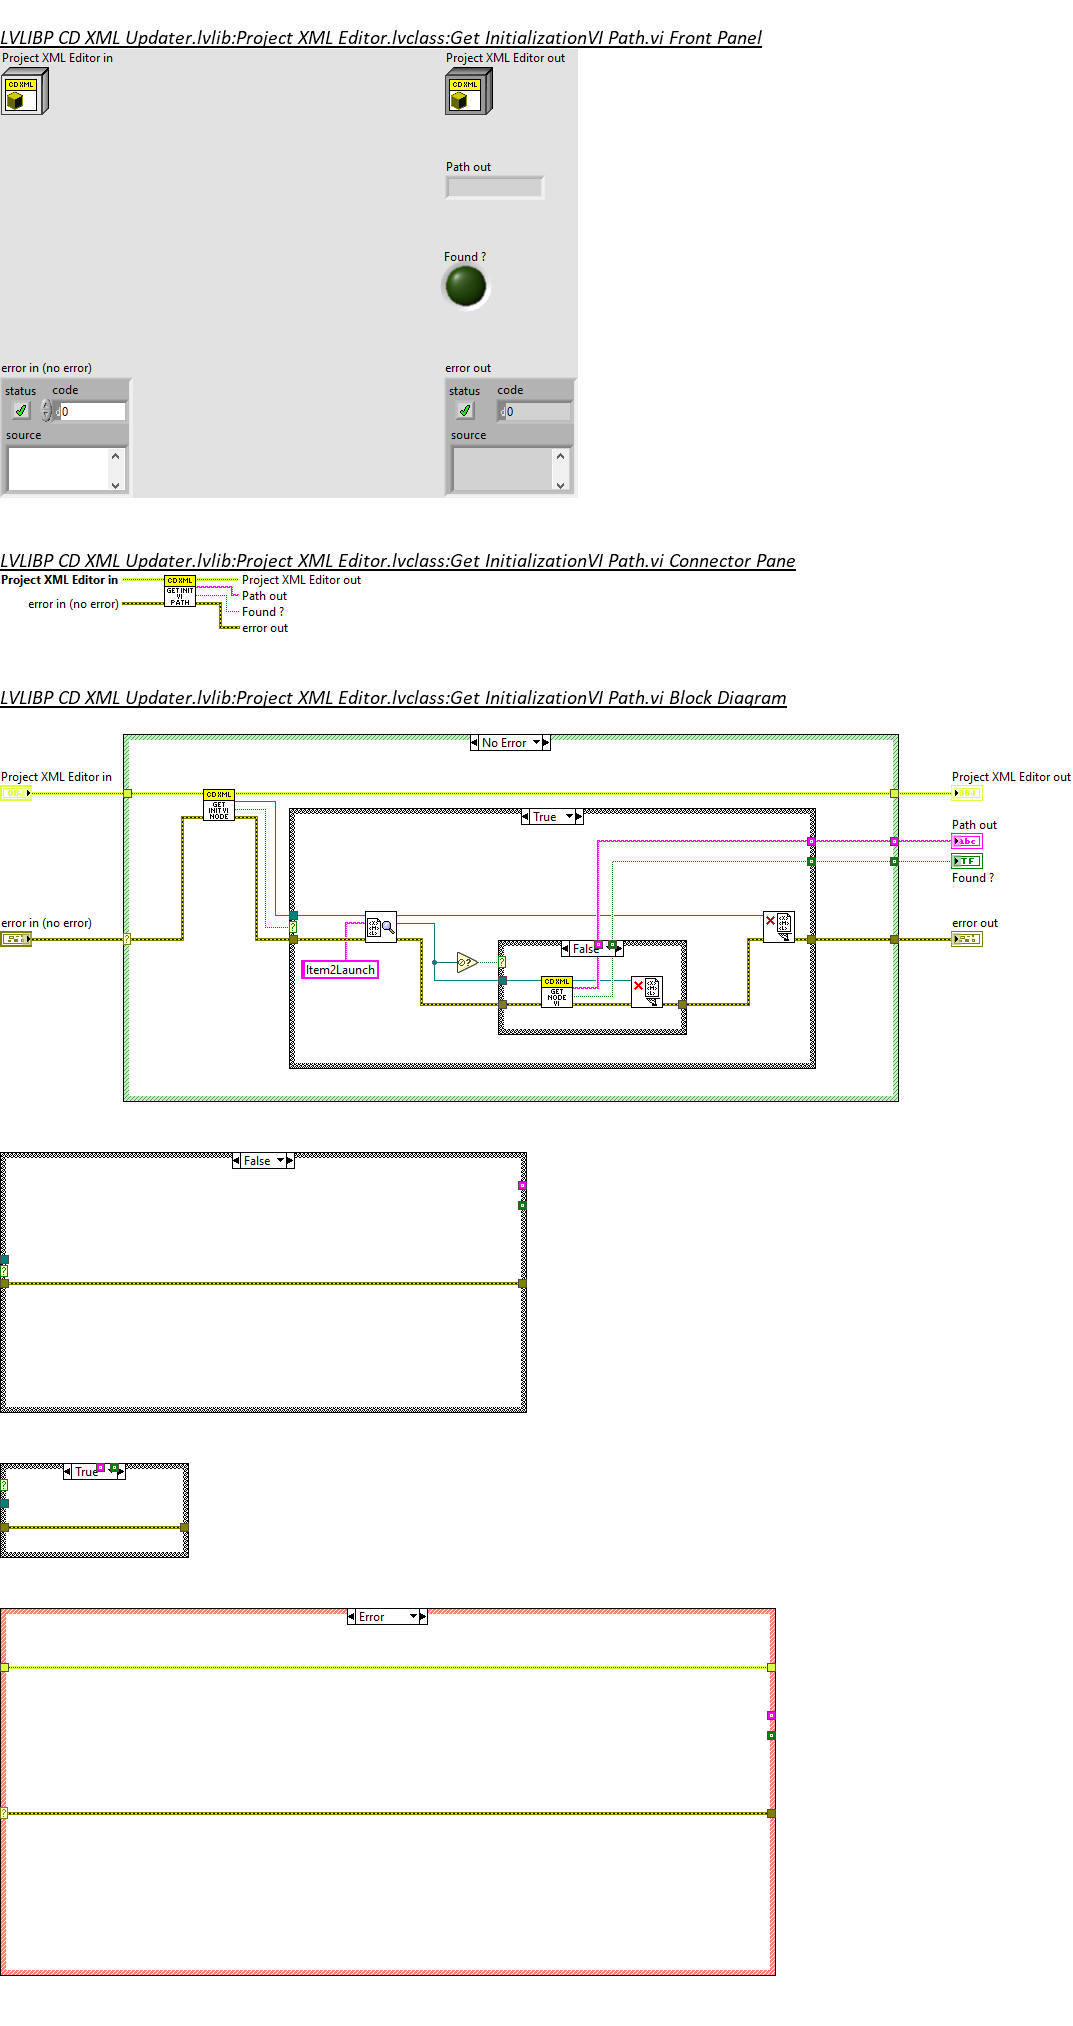 LVLIBP CD XML Updater.lvlib:Project XML Editor.lvclass:Get InitializationVI Path.vi Front Panel
Project XML Editor in
Project XML Editor out
CD XML
CD XML
Path out
Found ?
error in (no error)
error out
status
code
status
code
d
0
d
0
source
source
LVLIBP CD XML Updater.lvlib:Project XML Editor.lvclass:Get InitializationVI Path.vi Connector Pane
Project XML Editor in
CD XML
Project XML Editor out
GET INIT
VI
PATH
Path out
error in (no error)
Found ?
error out
LVLIBP CD XML Updater.lvlib:Project XML Editor.lvclass:Get InitializationVI Path.vi Block Diagram
No Error
Project XML Editor in
Project XML Editor out
CD XML
GET
INIT VI
NODE
True
Path out
abc
TF
Found ?
error in (no error)
error out
?
?
Item2Launch
?
False
?
CD XML
GET
NODE
VI
False
?
True
?
Error
?